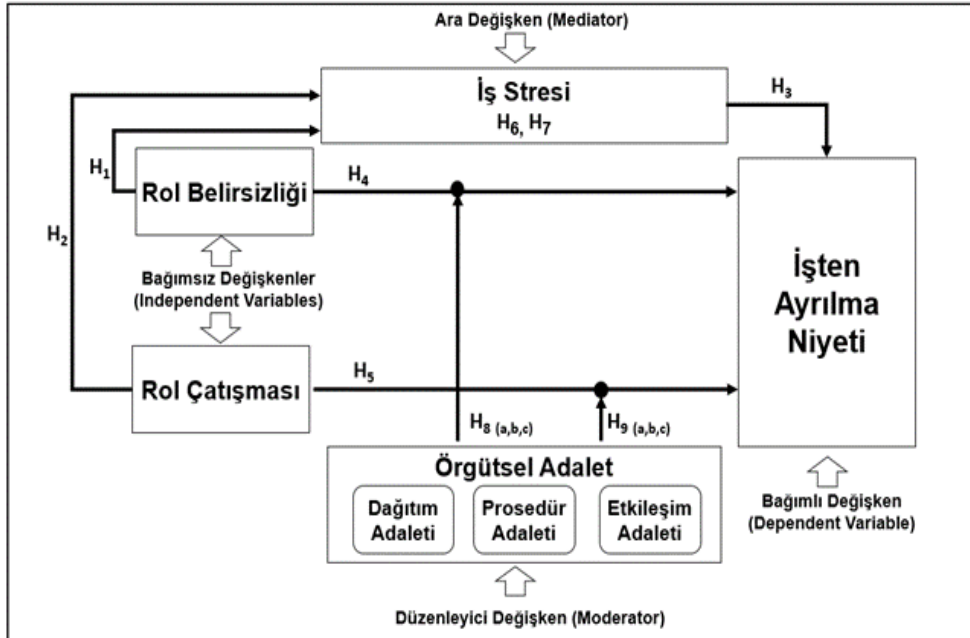 Ara Değişken (Mediator)
İş Stresi
H6, H7
H3
H1
Rol Belirsizliği
H4
H2
Bağımsız Değişkenler
(Independent Variables)
İşten
Ayrılma
Niyeti
Rol Çatışması
H5
H8 (a,b,c)
H9 (a,b,c)
Örgütsel Adalet
Dağıtım
Adaleti
Prosedür
Adaleti
Etkileşim
Adaleti
Bağımlı Değişken
(Dependent Variable)
Düzenleyici Değişken (Moderator)